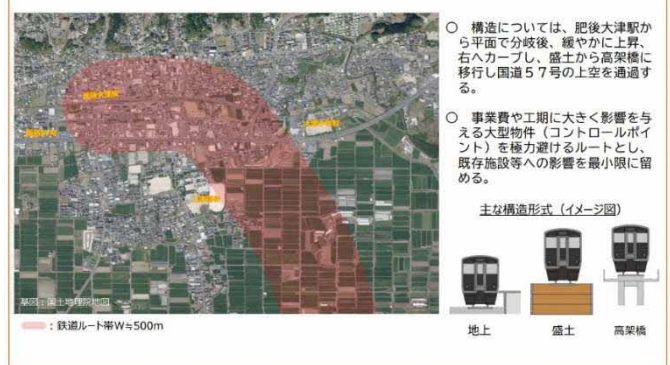 ○ 構造については、肥後大津駅か
ら平面で分岐後、緩やかに上昇、
右へカーブし、盛土から高架橋に
移行し国道57号の上空を通過す
る。
○ 事業費や工期に大きく影響を与
える大型物件（コントロールポイ
ント）を極力避けるルートとし、
既存施設等への影響を最小限に留
める。
主な構造形式（イメージ図）
地上 盛土 高架橋
基図：国土地理院地図
：鉄道ルート帯W≒500m